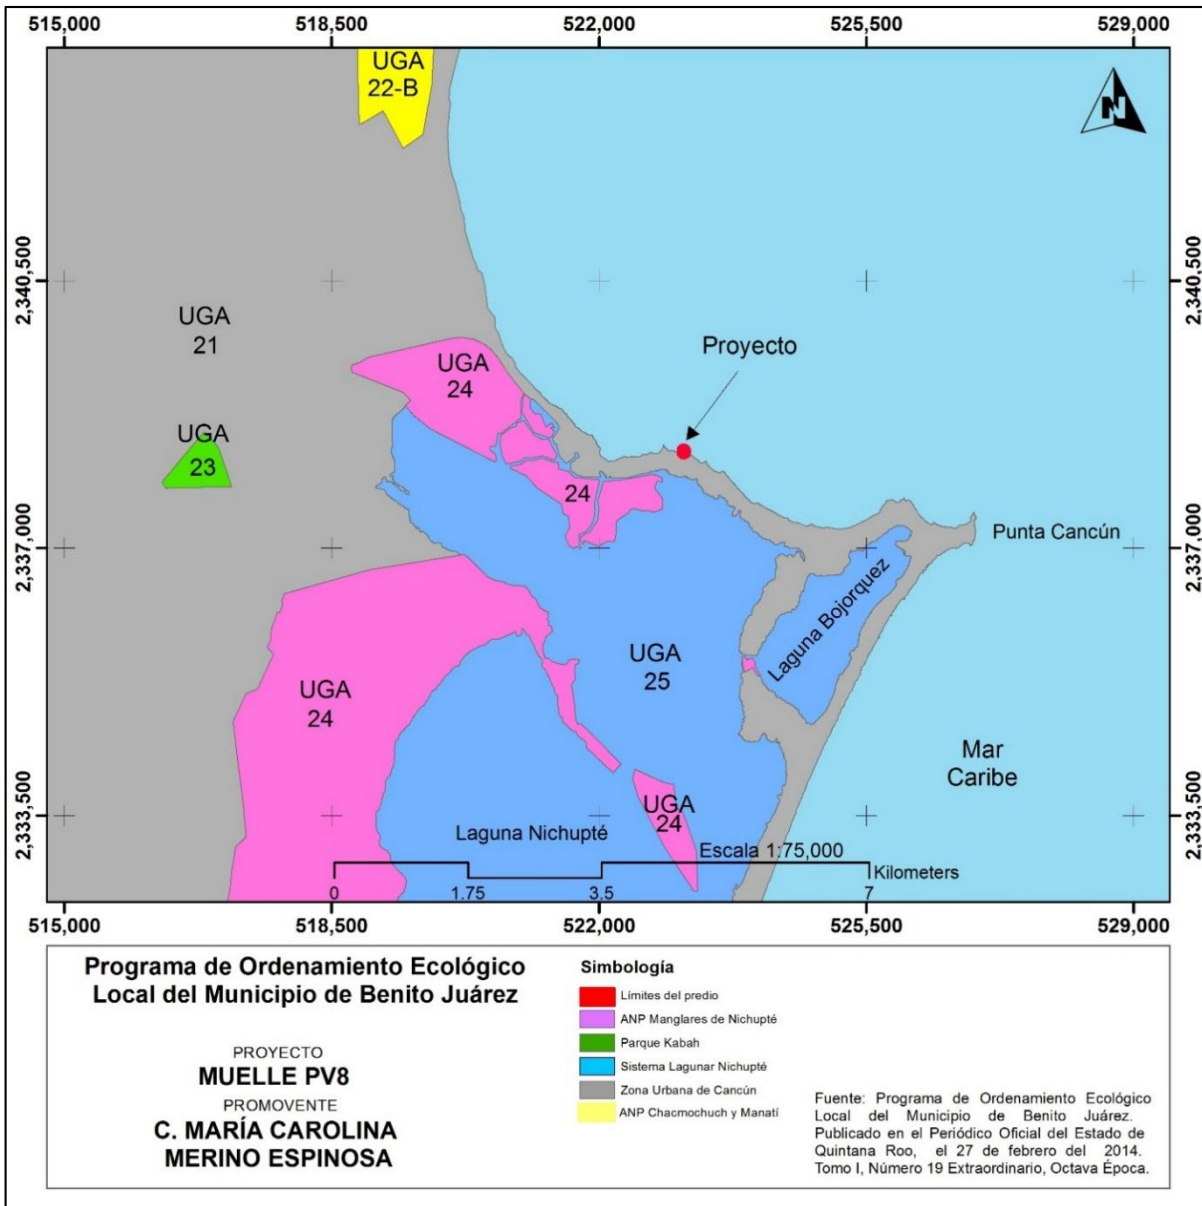 515,000 518,500 522,000 525,500 529,000
UGA
22-B
N
2,340,500
2,340,500
UGA
21
Proyecto
UGA
24
UGA
23
24
2,337,000
Punta Cancún
2,337,000
Laguna Bojorquez
UGA
25
UGA
24
Mar
Caribe
UGA
24
2,333,500
2,333,500
Laguna Nichupté
Escala 1:75,000
Kilometers
0 1.75 3.5 7
515,000 518,500 522,000 525,500 529,000
Programa de Ordenamiento Ecológico
Local del Municipio de Benito Juárez
PROYECTO
MUELLE PV8
PROMOVENTE
C. MARÍA CAROLINA
MERINO ESPINOSA
Simbología
Límites del predio
ANP Manglares de Nichupté
Parque Kabah
Sistema Lagunar Nichupté
Zona Urbana de Cancún
ANP Chacmochuch y Manatí
Fuente: Programa de Ordenamiento Ecológico
Local del Municipio de Benito Juárez.
Publicado en el Periódico Oficial del Estado de
Quintana Roo, el 27 de febrero del 2014.
Tomo I, Número 19 Extraordinario, Octava Época.